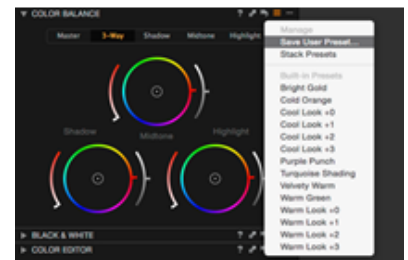 COLOR BALANCE
Master 3-Way Shadow Midtone Highlight
Shadow Midtone Highlight
BLACK & WHITE ?
COLOR EDITOR ?
Manage
Save User Preset...
Stack Presets
Built-in Presets
Bright Gold
Cold Orange
Cool Look +0
Cool Look +1
Cool Look +2
Cool Look +3
Purple Punch
Turquoise Shading
Velvety Warm
Warm Green
Warm Look +0
Warm Look +1
Warm Look +2
Warm Look +3